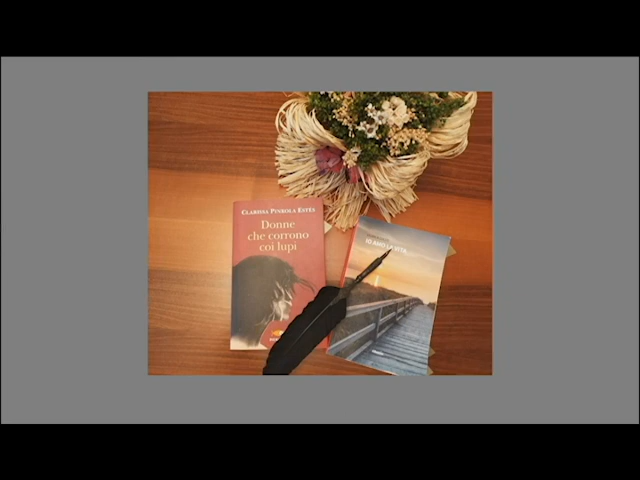 CLARISSA PINKOLA ESTÉS
Donne
che corrono
coi lupi
IO AMO LA VITA